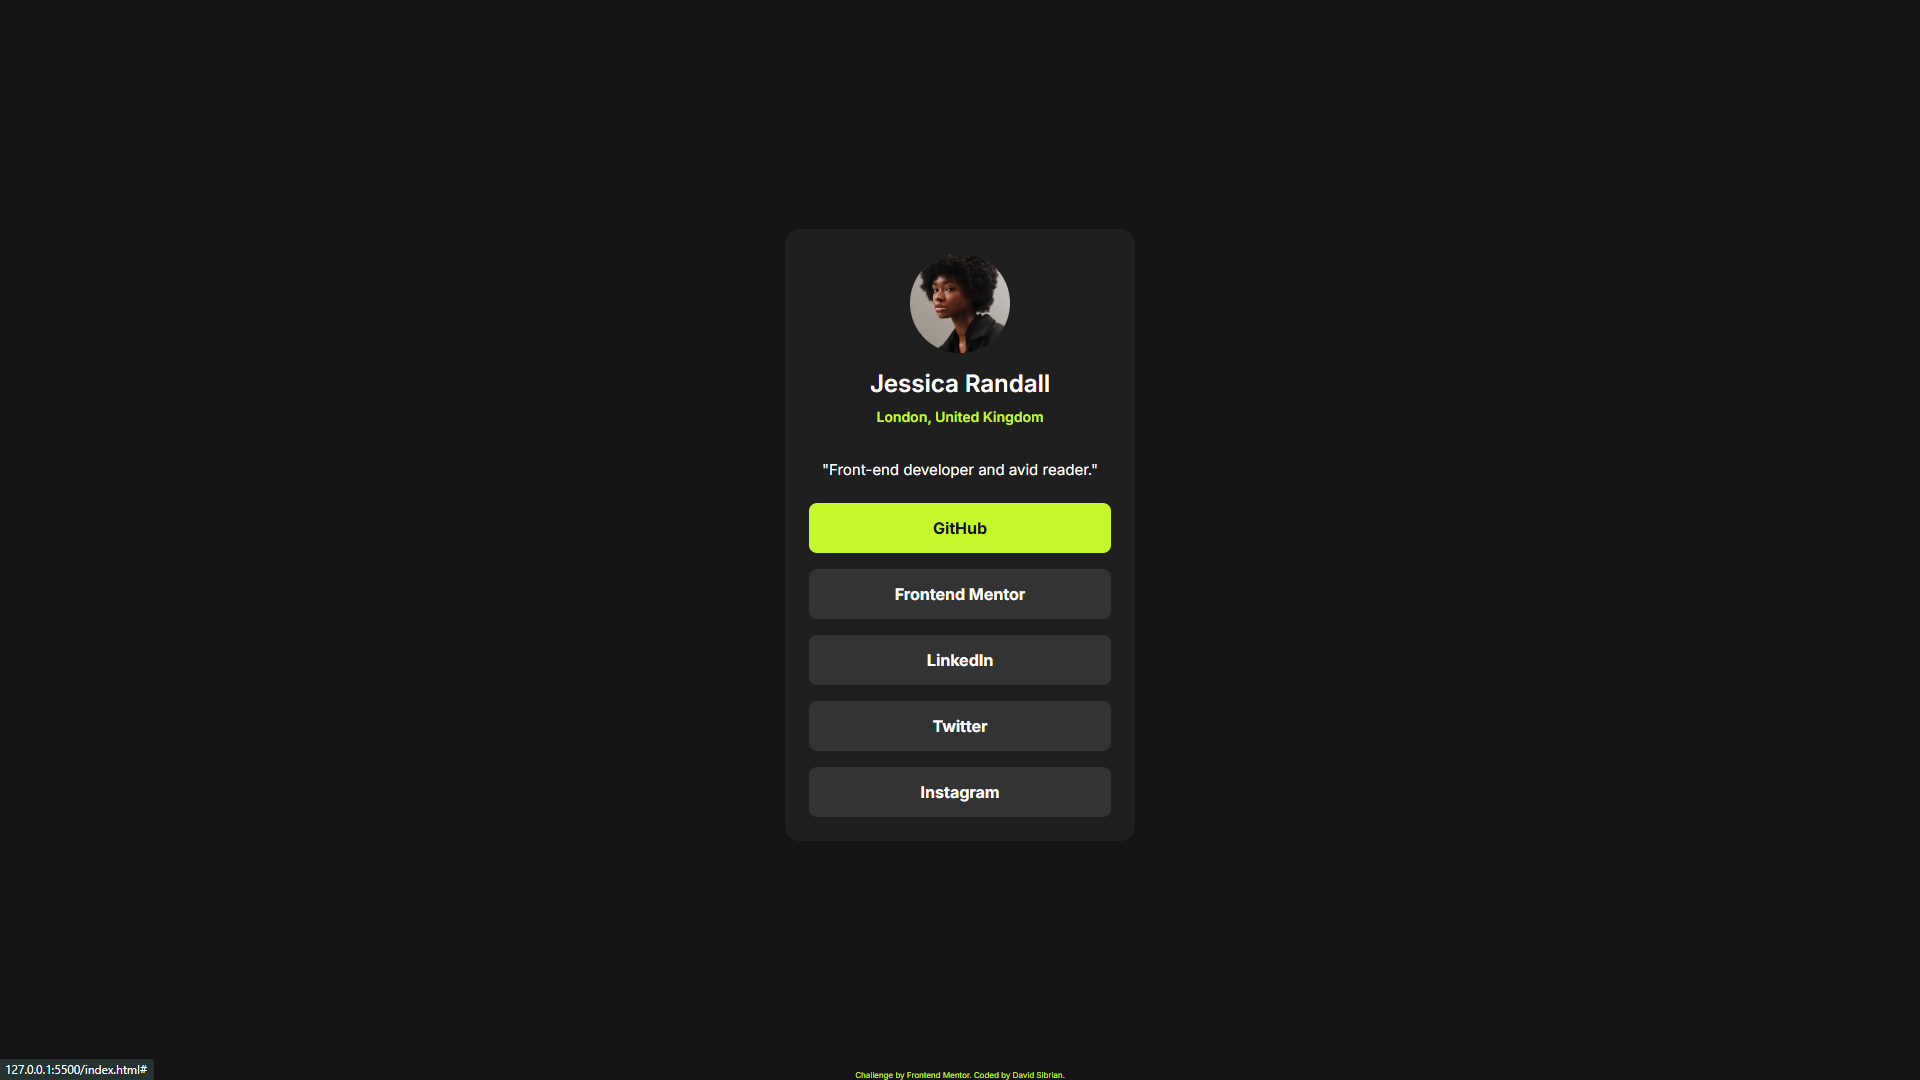 Jessica Randall
London, United Kingdom
"Front-end developer and avid reader."
GitHub
Frontend Mentor
LinkedIn
Twitter
Instagram
127.0.0.1:5500/index.html#
Challenge by Frontend Mentor. Coded by David Sibrian.